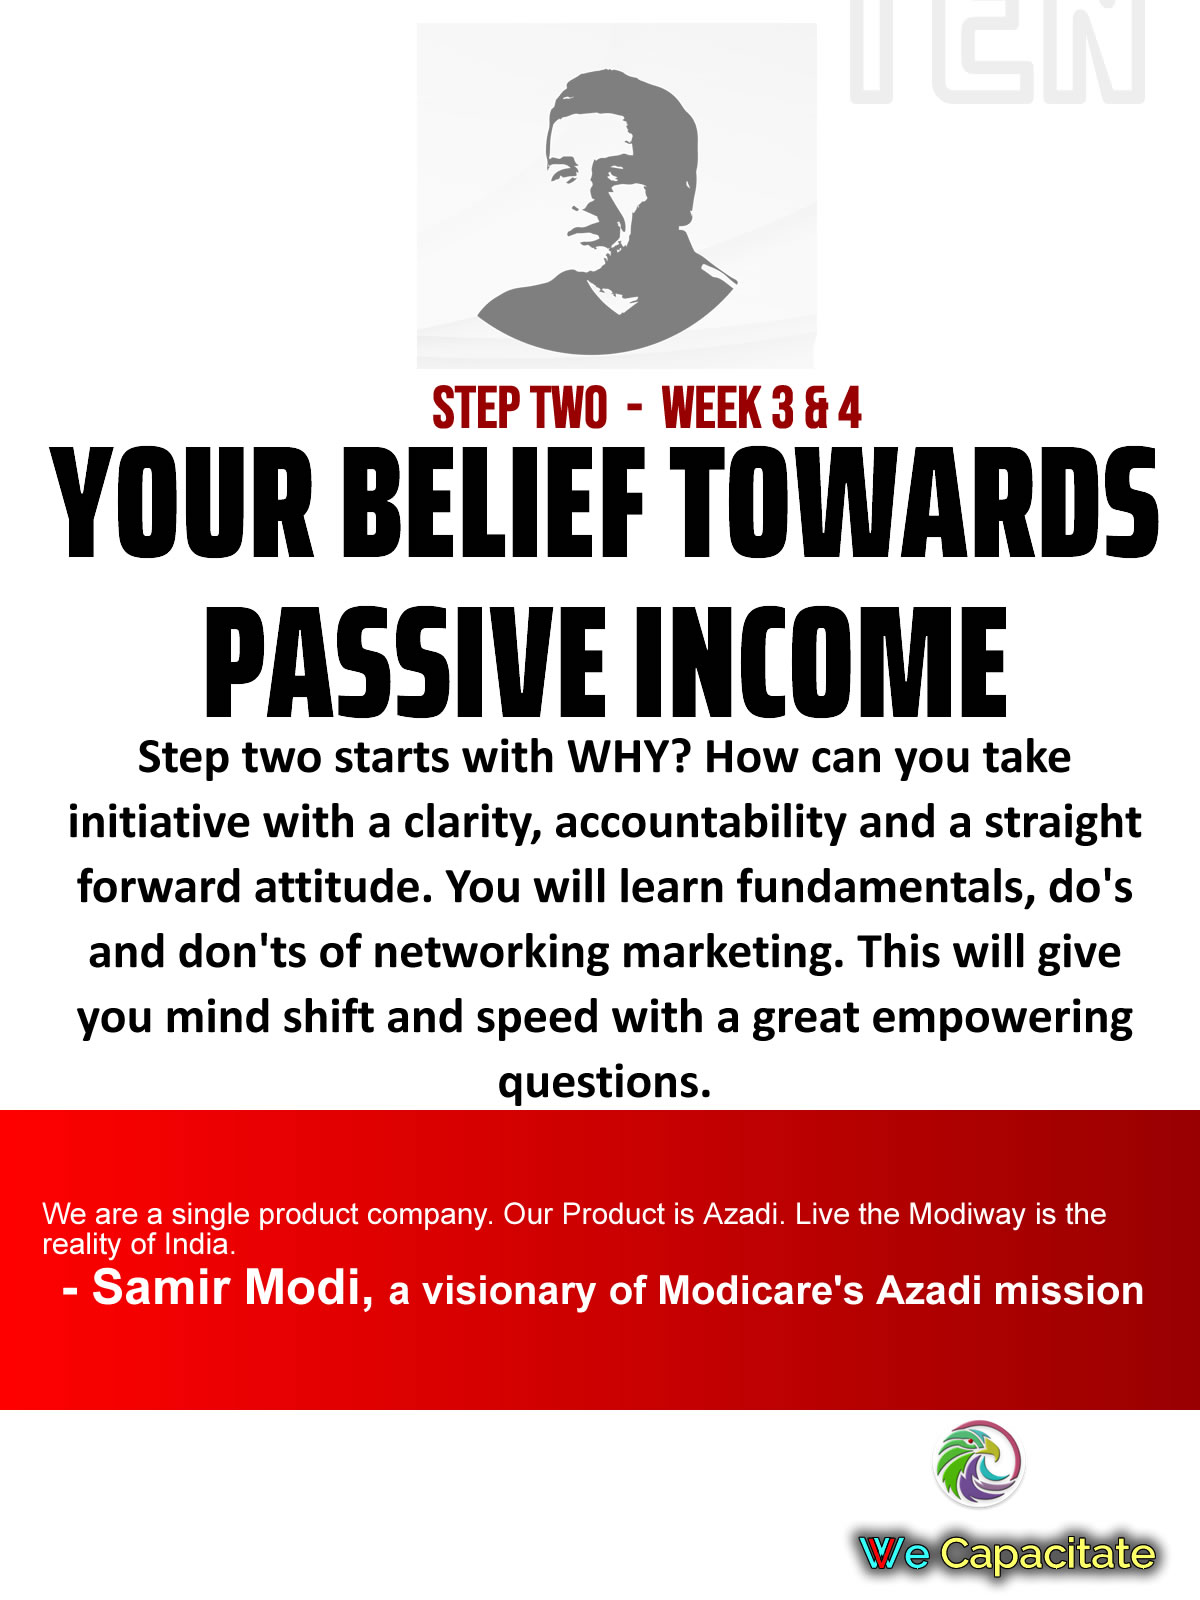 TEN
STEP TWO - WEEK 3 & 4
YOUR BELIEF TOWARDS
PASSIVE INCOME
Step two starts with WHY? How can you take
initiative with a clarity, accountability and a straight
forward attitude. You will learn fundamentals, do's
and don'ts of networking marketing. This will give
you mind shift and speed with a great empowering
questions.
We are a single product company. Our Product is Azadi. Live the Modiway is the
reality of India.
- Samir Modi, a visionary of Modicare's Azadi mission
We Capacitate